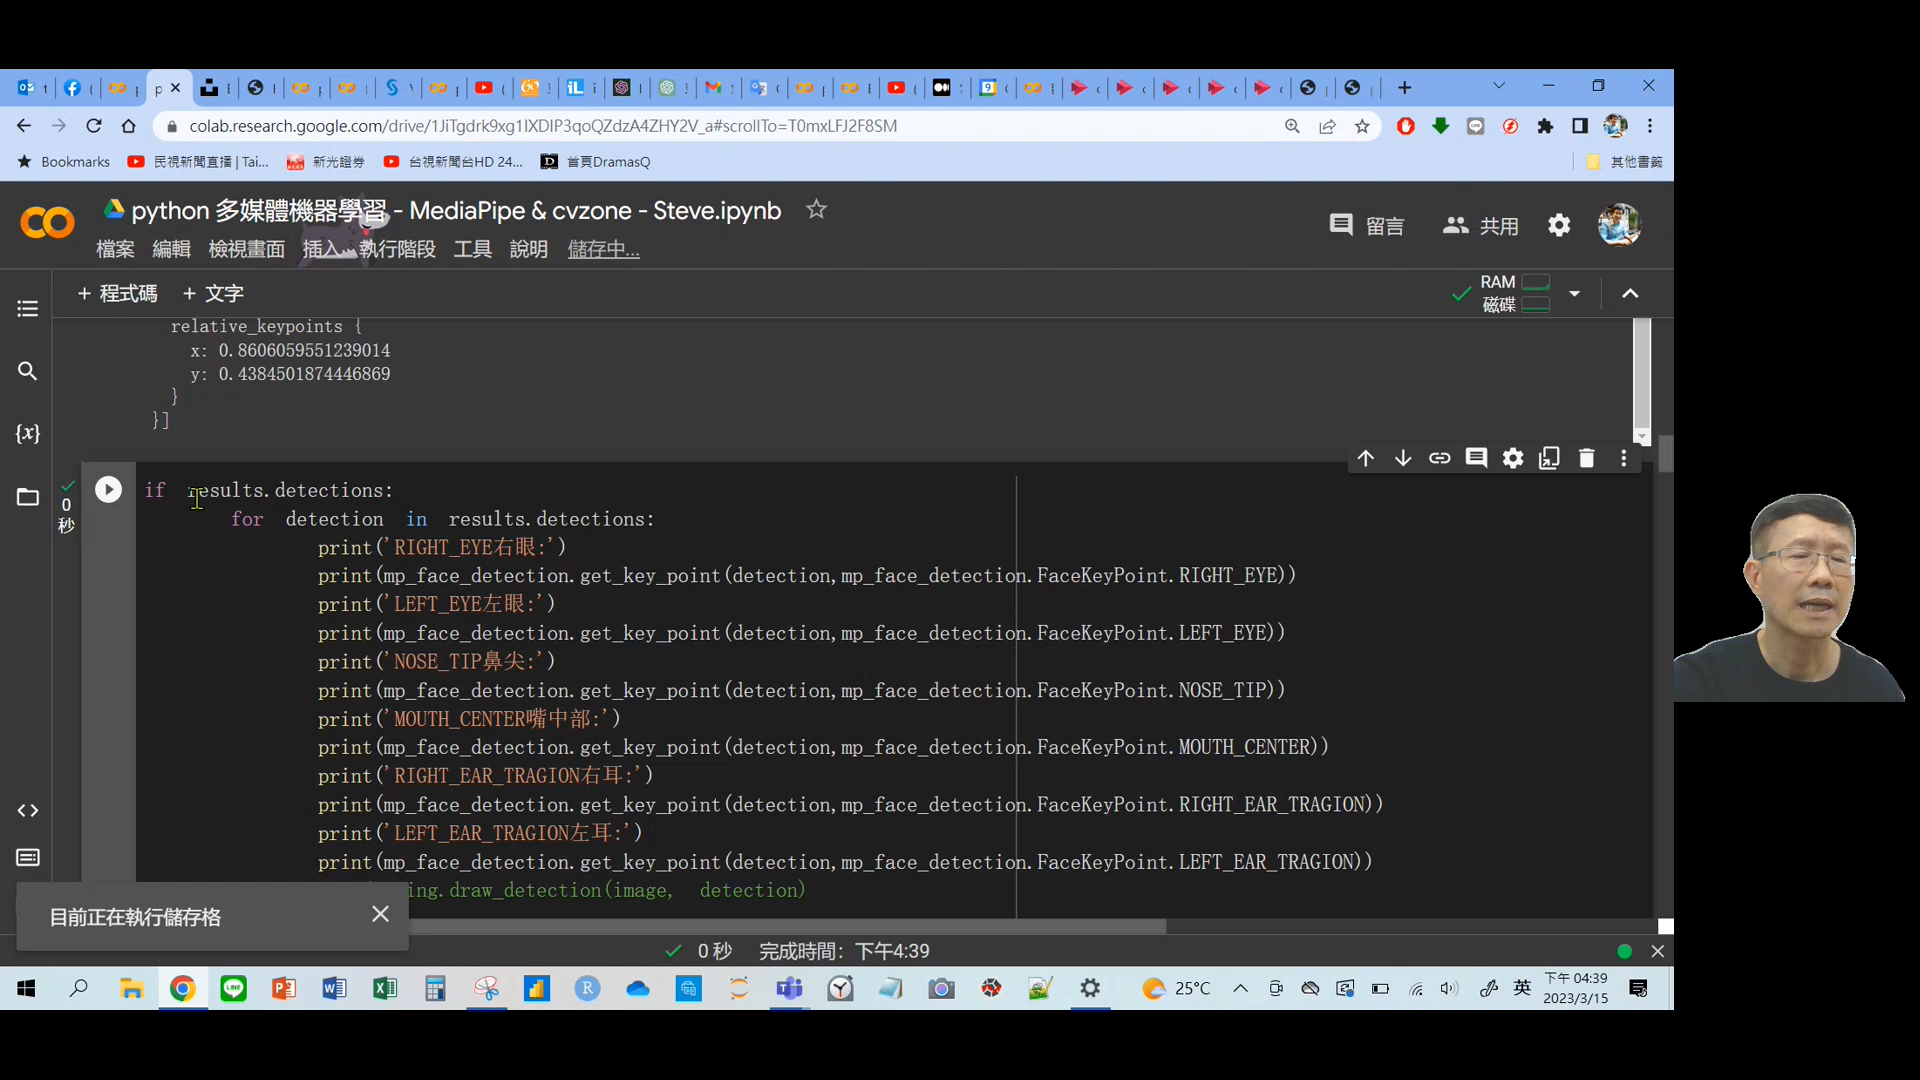 colab.research.google.com/drive/1JiTgdrk9xg1IXDIP3qoQZdzA4ZHY2V_a#scrollTo=T0mxLFJ2F8SM
Bookmarks 民視新聞直播 | Tai... 新光證券 台視新聞台HD 24... 首頁DramasQ 其他書籤
python 多媒體機器學習 - MediaPipe & cvzone - Steve.ipynb
留言 共用
檔案 編輯 檢視畫面 插入 執行階段 工具 說明 儲存中...
+ 程式碼 + 文字
RAM
磁碟
relative_keypoints {
x: 0.8606059551239014
y: 0.4384501874446869
}
}]
0
秒
if results.detections:
for detection in results.detections:
print('RIGHT_EYE右眼:')
print(mp_face_detection.get_key_point(detection,mp_face_detection.FaceKeyPoint.RIGHT_EYE))
print('LEFT_EYE左眼:')
print(mp_face_detection.get_key_point(detection,mp_face_detection.FaceKeyPoint.LEFT_EYE))
print('NOSE_TIP鼻尖:')
print(mp_face_detection.get_key_point(detection,mp_face_detection.FaceKeyPoint.NOSE_TIP))
print('MOUTH_CENTER嘴中部:')
print(mp_face_detection.get_key_point(detection,mp_face_detection.FaceKeyPoint.MOUTH_CENTER))
print('RIGHT_EAR_TRAGION右耳:')
print(mp_face_detection.get_key_point(detection,mp_face_detection.FaceKeyPoint.RIGHT_EAR_TRAGION))
print('LEFT_EAR_TRAGION左耳:')
print(mp_face_detection.get_key_point(detection,mp_face_detection.FaceKeyPoint.LEFT_EAR_TRAGION))
ing.draw_detection(image, detection)
目前正在執行儲存格
0 秒 完成時間: 下午4:39
25°C 英
下午 04:39
2023/3/15